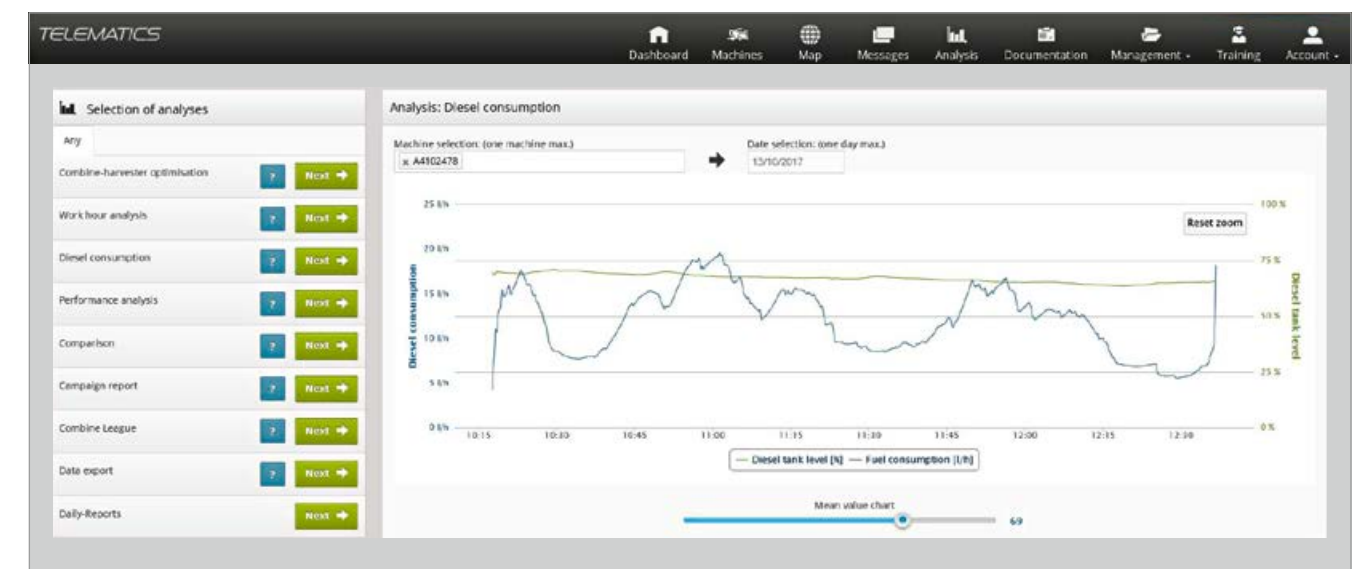 TELEMATICS
Dashboard Machines Map Messages Analysis Documentation Management Training Account
Selection of analyses
Any
Combine-harvester optimisation ? Next
Work hour analysis ? Next
Diesel consumption ? Next
Performance analysis ? Next
Comparison ? Next
Campaign report ? Next
Combine League ? Next
Data export ? Next
Daily-Reports Next
Analysis: Diesel consumption
Machine selection: (one machine max.)
x A4102478
Date selection: (one day max.)
13/10/2017
Reset zoom
Diesel consumption
25 l/h
20 l/h
15 l/h
10 l/h
5 l/h
0 l/h
100 %
75 %
50 %
25 %
0 %
Diesel tank level
10:15 10:30 10:45 11:00 11:15 11:30 11:45 12:00 12:15 12:30
Diesel tank level [%] Fuel consumption [l/h]
Mean value chart
69